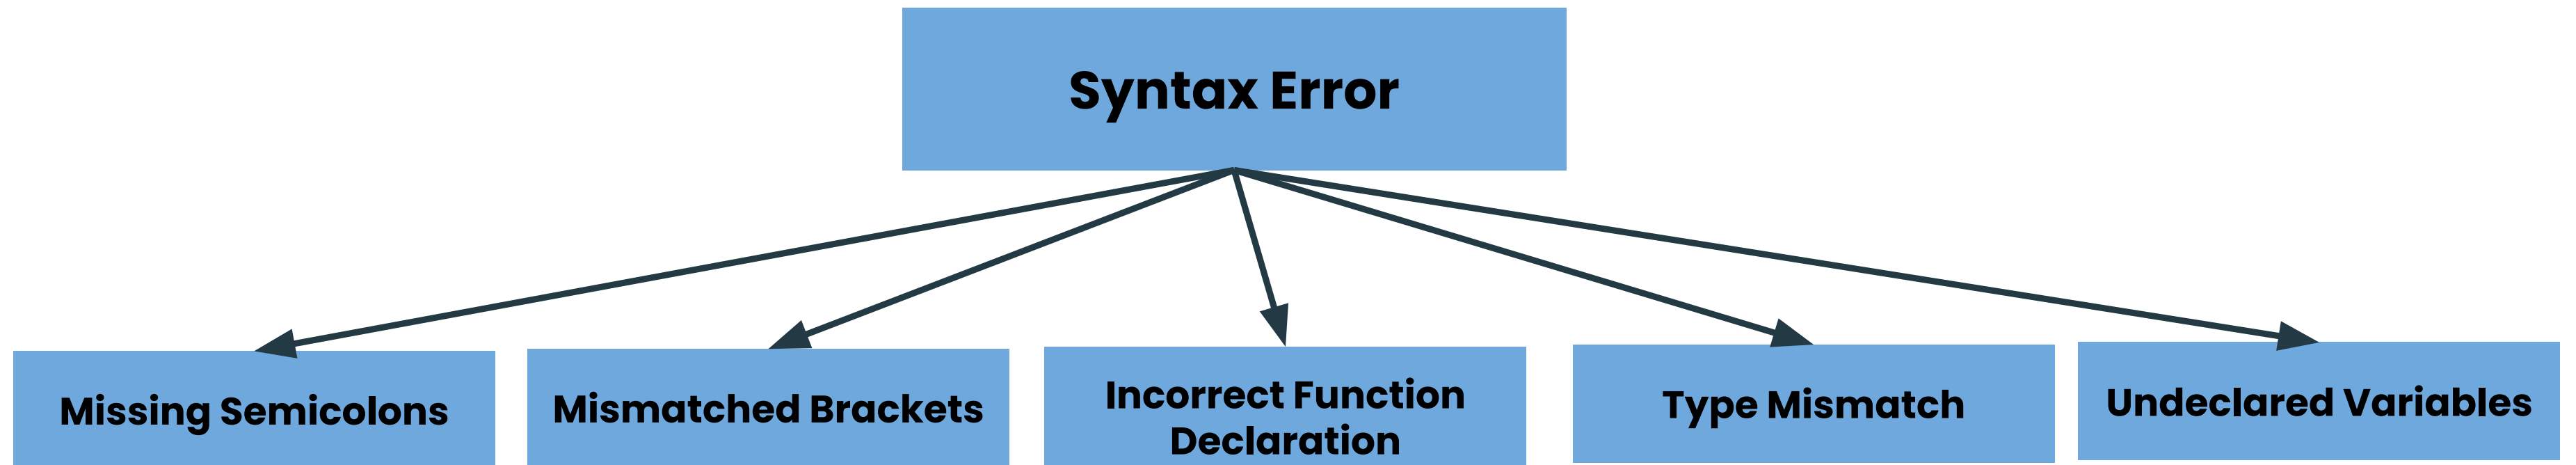 Syntax Error
Missing Semicolons
Mismatched Brackets
Incorrect Function
Declaration
Type Mismatch
Undeclared Variables